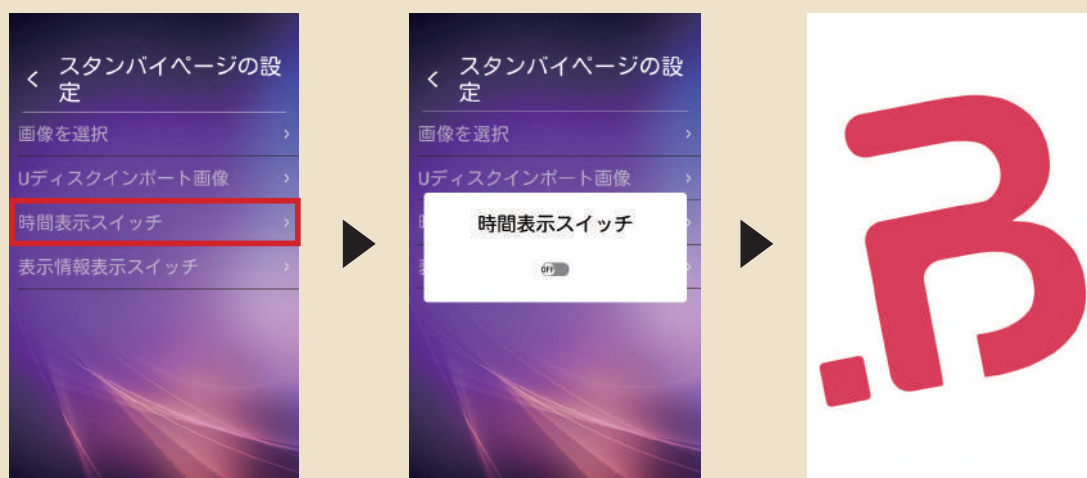 < スタンバイページの設
定
画像を選択 >
Uディスクインポート画像 >
時間表示スイッチ >
表示情報表示スイッチ >
< スタンバイページの設
定
画像を選択 >
Uディスクインポート画像 >
時間表示スイッチ
OFF
.B